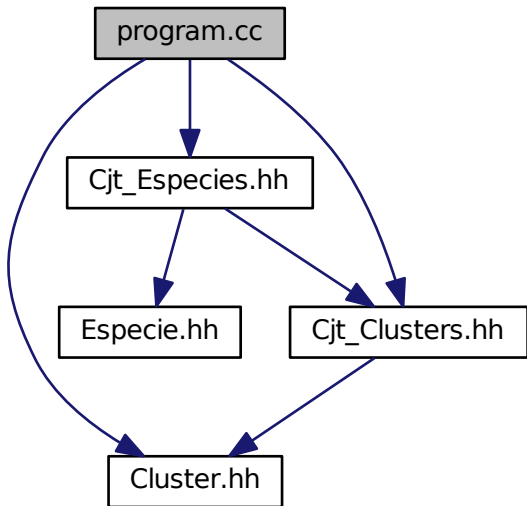 program.cc
Cjt_Especies.hh
Especie.hh
Cjt_Clusters.hh
Cluster.hh